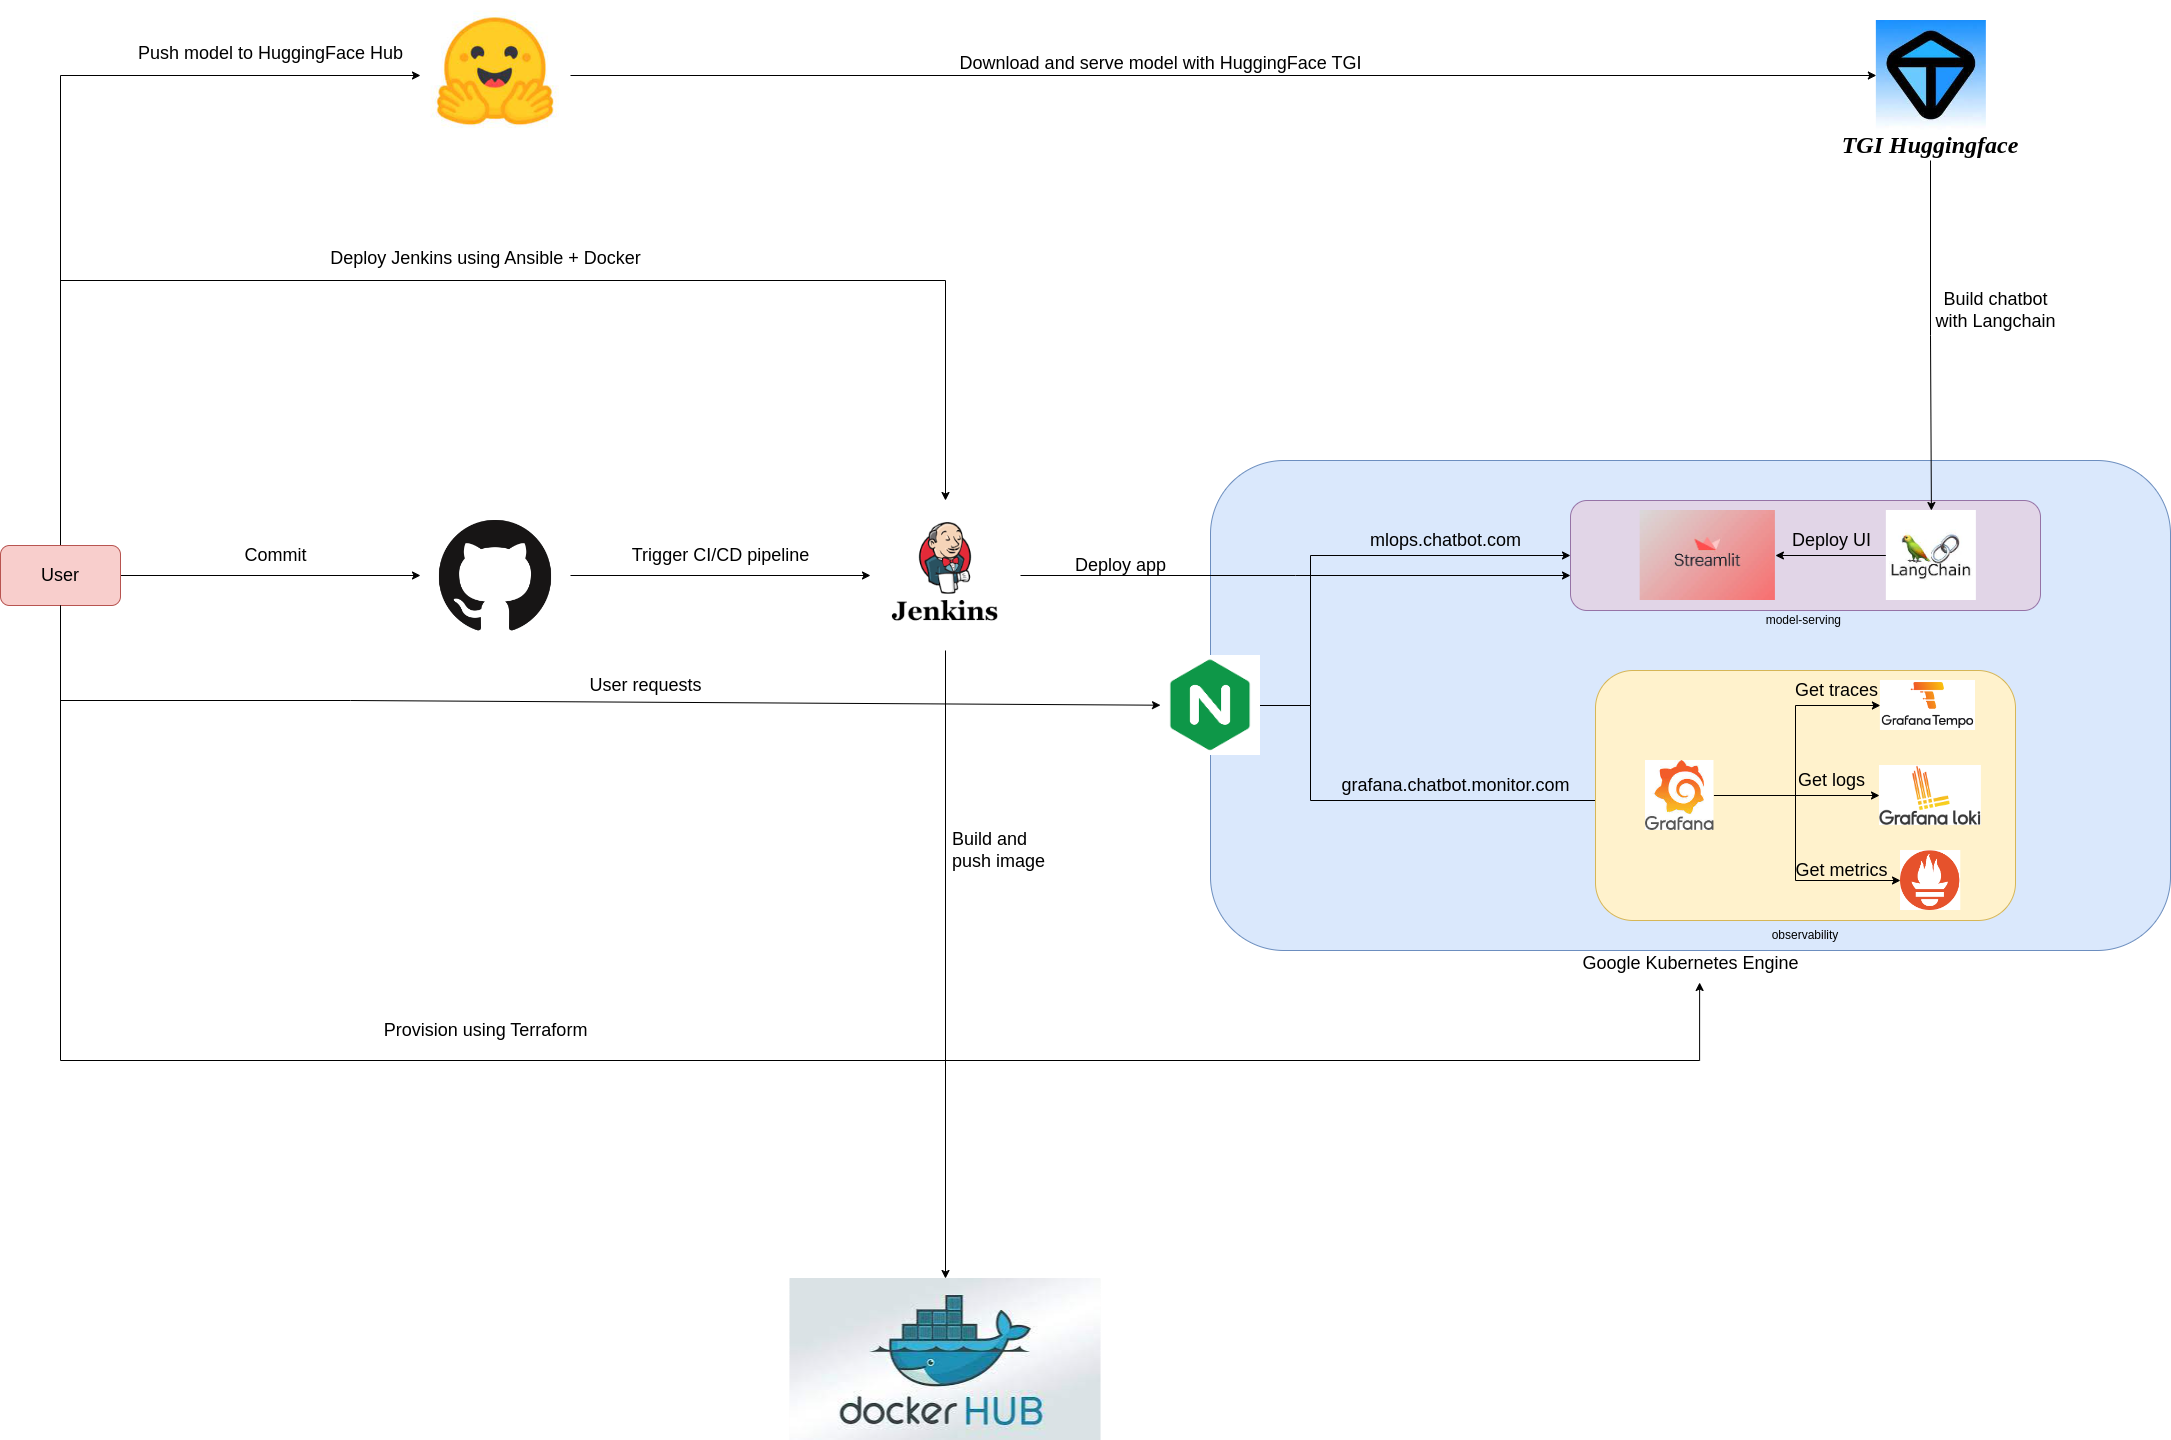 Push model to HuggingFace Hub
Download and serve model with HuggingFace TGI
TGI Huggingface
Deploy Jenkins using Ansible + Docker
Build chatbot
with Langchain
User
Commit
Trigger CI/CD pipeline
Jenkins
Deploy app
mlops.chatbot.com
Streamlit
Deploy UI
LangChain
model-serving
User requests
N
grafana.chatbot.monitor.com
Grafana
Get traces
Grafana Tempo
Get logs
Grafana loki
Get metrics
observability
Google Kubernetes Engine
Build and
push image
Provision using Terraform
docker HUB